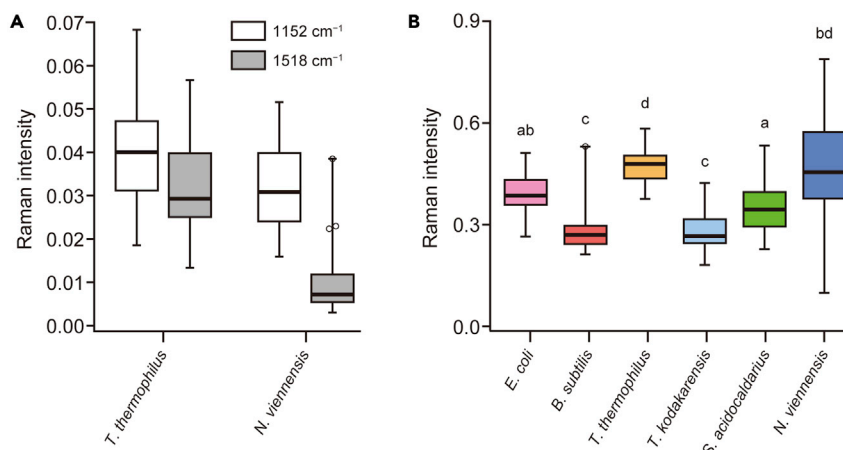 A
Raman intensity
0.07
0.06
0.05
0.04
0.03
0.02
0.01
0.00
1152 cm⁻¹
1518 cm⁻¹
T. thermophilus
N. viennensis
B
Raman intensity
0.9
0.6
0.3
0.0
ab
c
d
c
a
bd
E. coli
B. subtilis
T. thermophilus
T. kodakarensis
S. acidocaldarius
N. viennensis